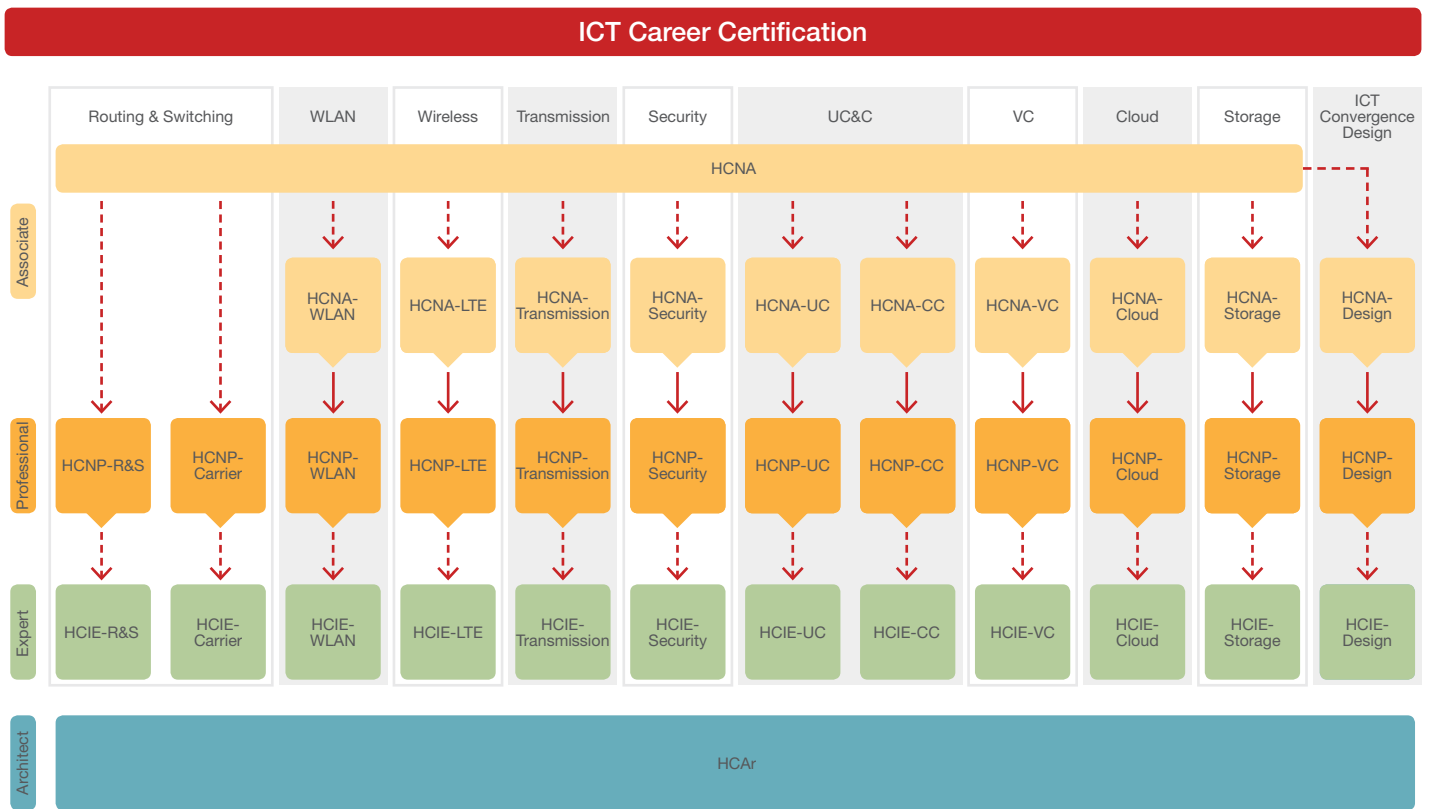 ICT Career Certification
Routing & Switching
WLAN
Wireless
Transmission
Security
UC&C
VC
Cloud
Storage
ICT
Convergence
Design
HCNA
Associate
HCNA-
WLAN
HCNA-LTE
HCNA-
Transmission
HCNA-
Security
HCNA-UC
HCNA-CC
HCNA-VC
HCNA-
Cloud
HCNA-
Storage
HCNA-
Design
Professional
HCNP-R&S
HCNP-
Carrier
HCNP-
WLAN
HCNP-LTE
HCNP-
Transmission
HCNP-
Security
HCNP-UC
HCNP-CC
HCNP-VC
HCNP-
Cloud
HCNP-
Storage
HCNP-
Design
Expert
HCIE-R&S
HCIE-
Carrier
HCIE-
WLAN
HCIE-LTE
HCIE-
Transmission
HCIE-
Security
HCIE-UC
HCIE-CC
HCIE-VC
HCIE-
Cloud
HCIE-
Storage
HCIE-
Design
Architect
HCAr